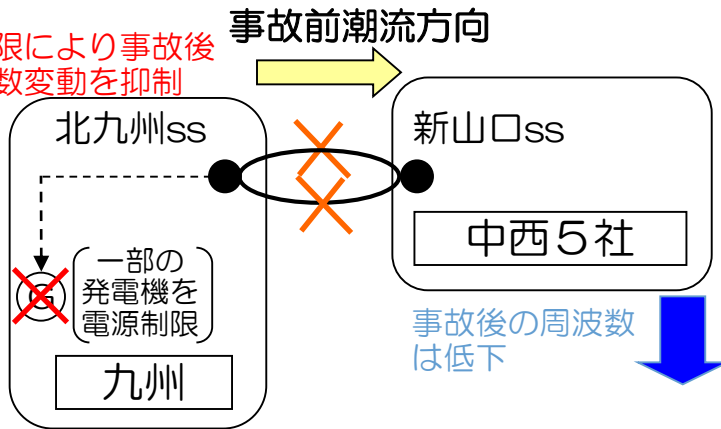 事故前潮流方向
限により事故後
数変動を抑制
北九州ss
新山口ss
中西５社
G
一部の
発電機を
電源制限
九州
事故後の周波数
は低下